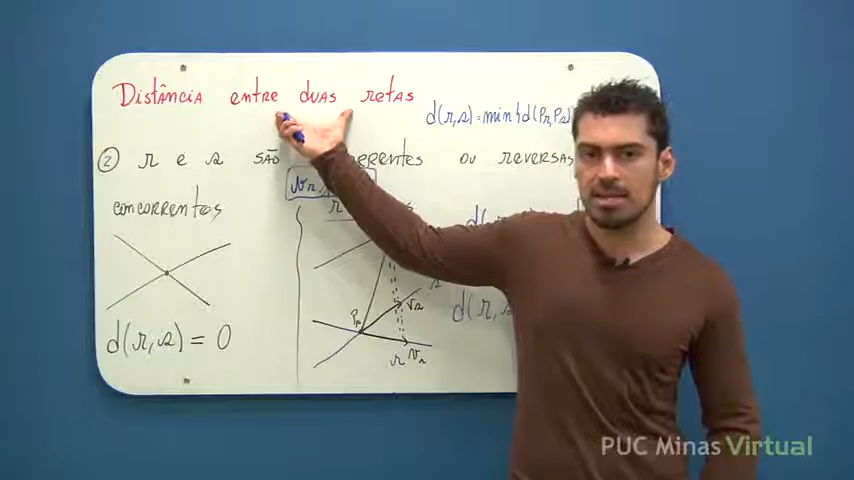 Distância entre duas retas
d(r,s)=min{d(Pr,Ps)
② r e s são ou reversas
concorrentes
d(r,s) = 0
Pr
vs
s
r vr
d(r,s)
PUC Minas Virtual